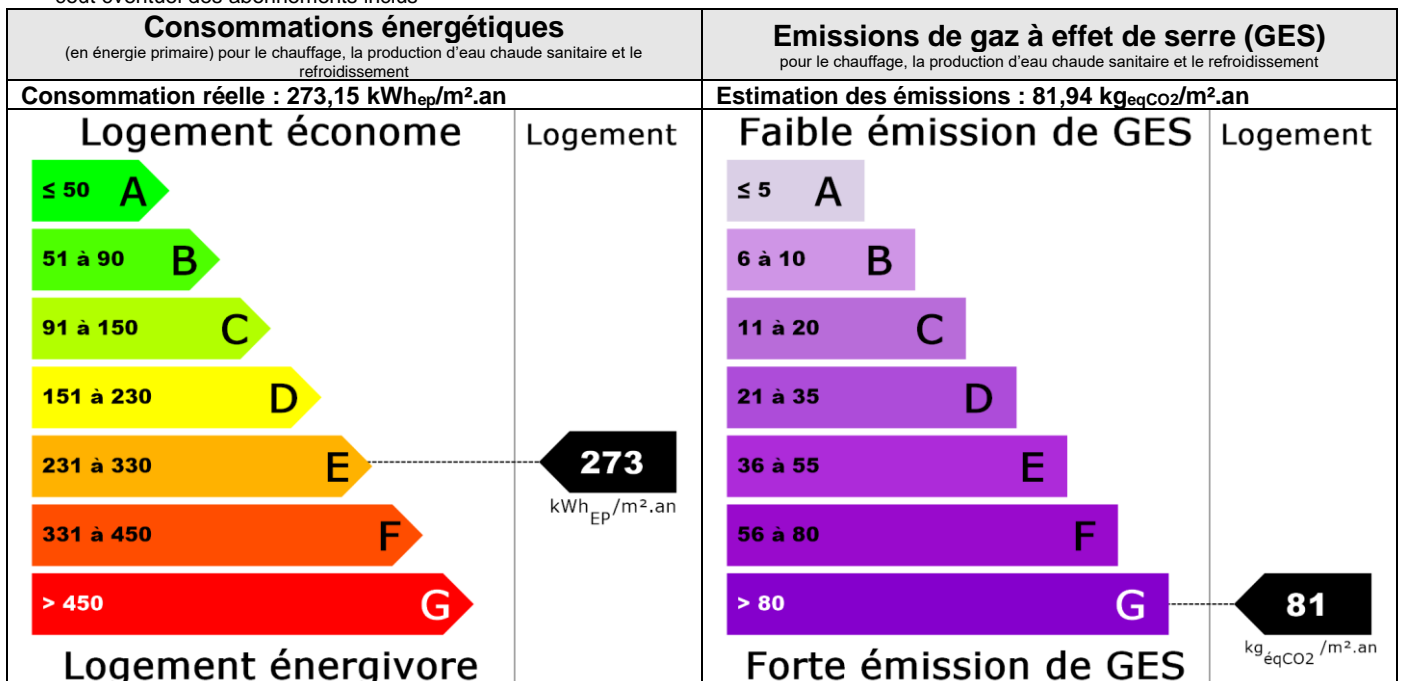 coût éventuel des abonnements inclus
Consommations énergétiques
(en énergie primaire) pour le chauffage, la production d'eau chaude sanitaire et le
refroidissement
Consommation réelle : 273,15 kWhep/m².an
Logement économe
Logement
≤ 50 A
51 à 90 B
91 à 150 C
151 à 230 D
231 à 330 E
273
kWhEP/m².an
331 à 450 F
> 450 G
Logement énergivore
Emissions de gaz à effet de serre (GES)
pour le chauffage, la production d'eau chaude sanitaire et le refroidissement
Estimation des émissions : 81,94 kgeqCO2/m².an
Faible émission de GES
Logement
≤ 5 A
6 à 10 B
11 à 20 C
21 à 35 D
36 à 55 E
56 à 80 F
> 80 G
81
kgéqCO2 /m².an
Forte émission de GES